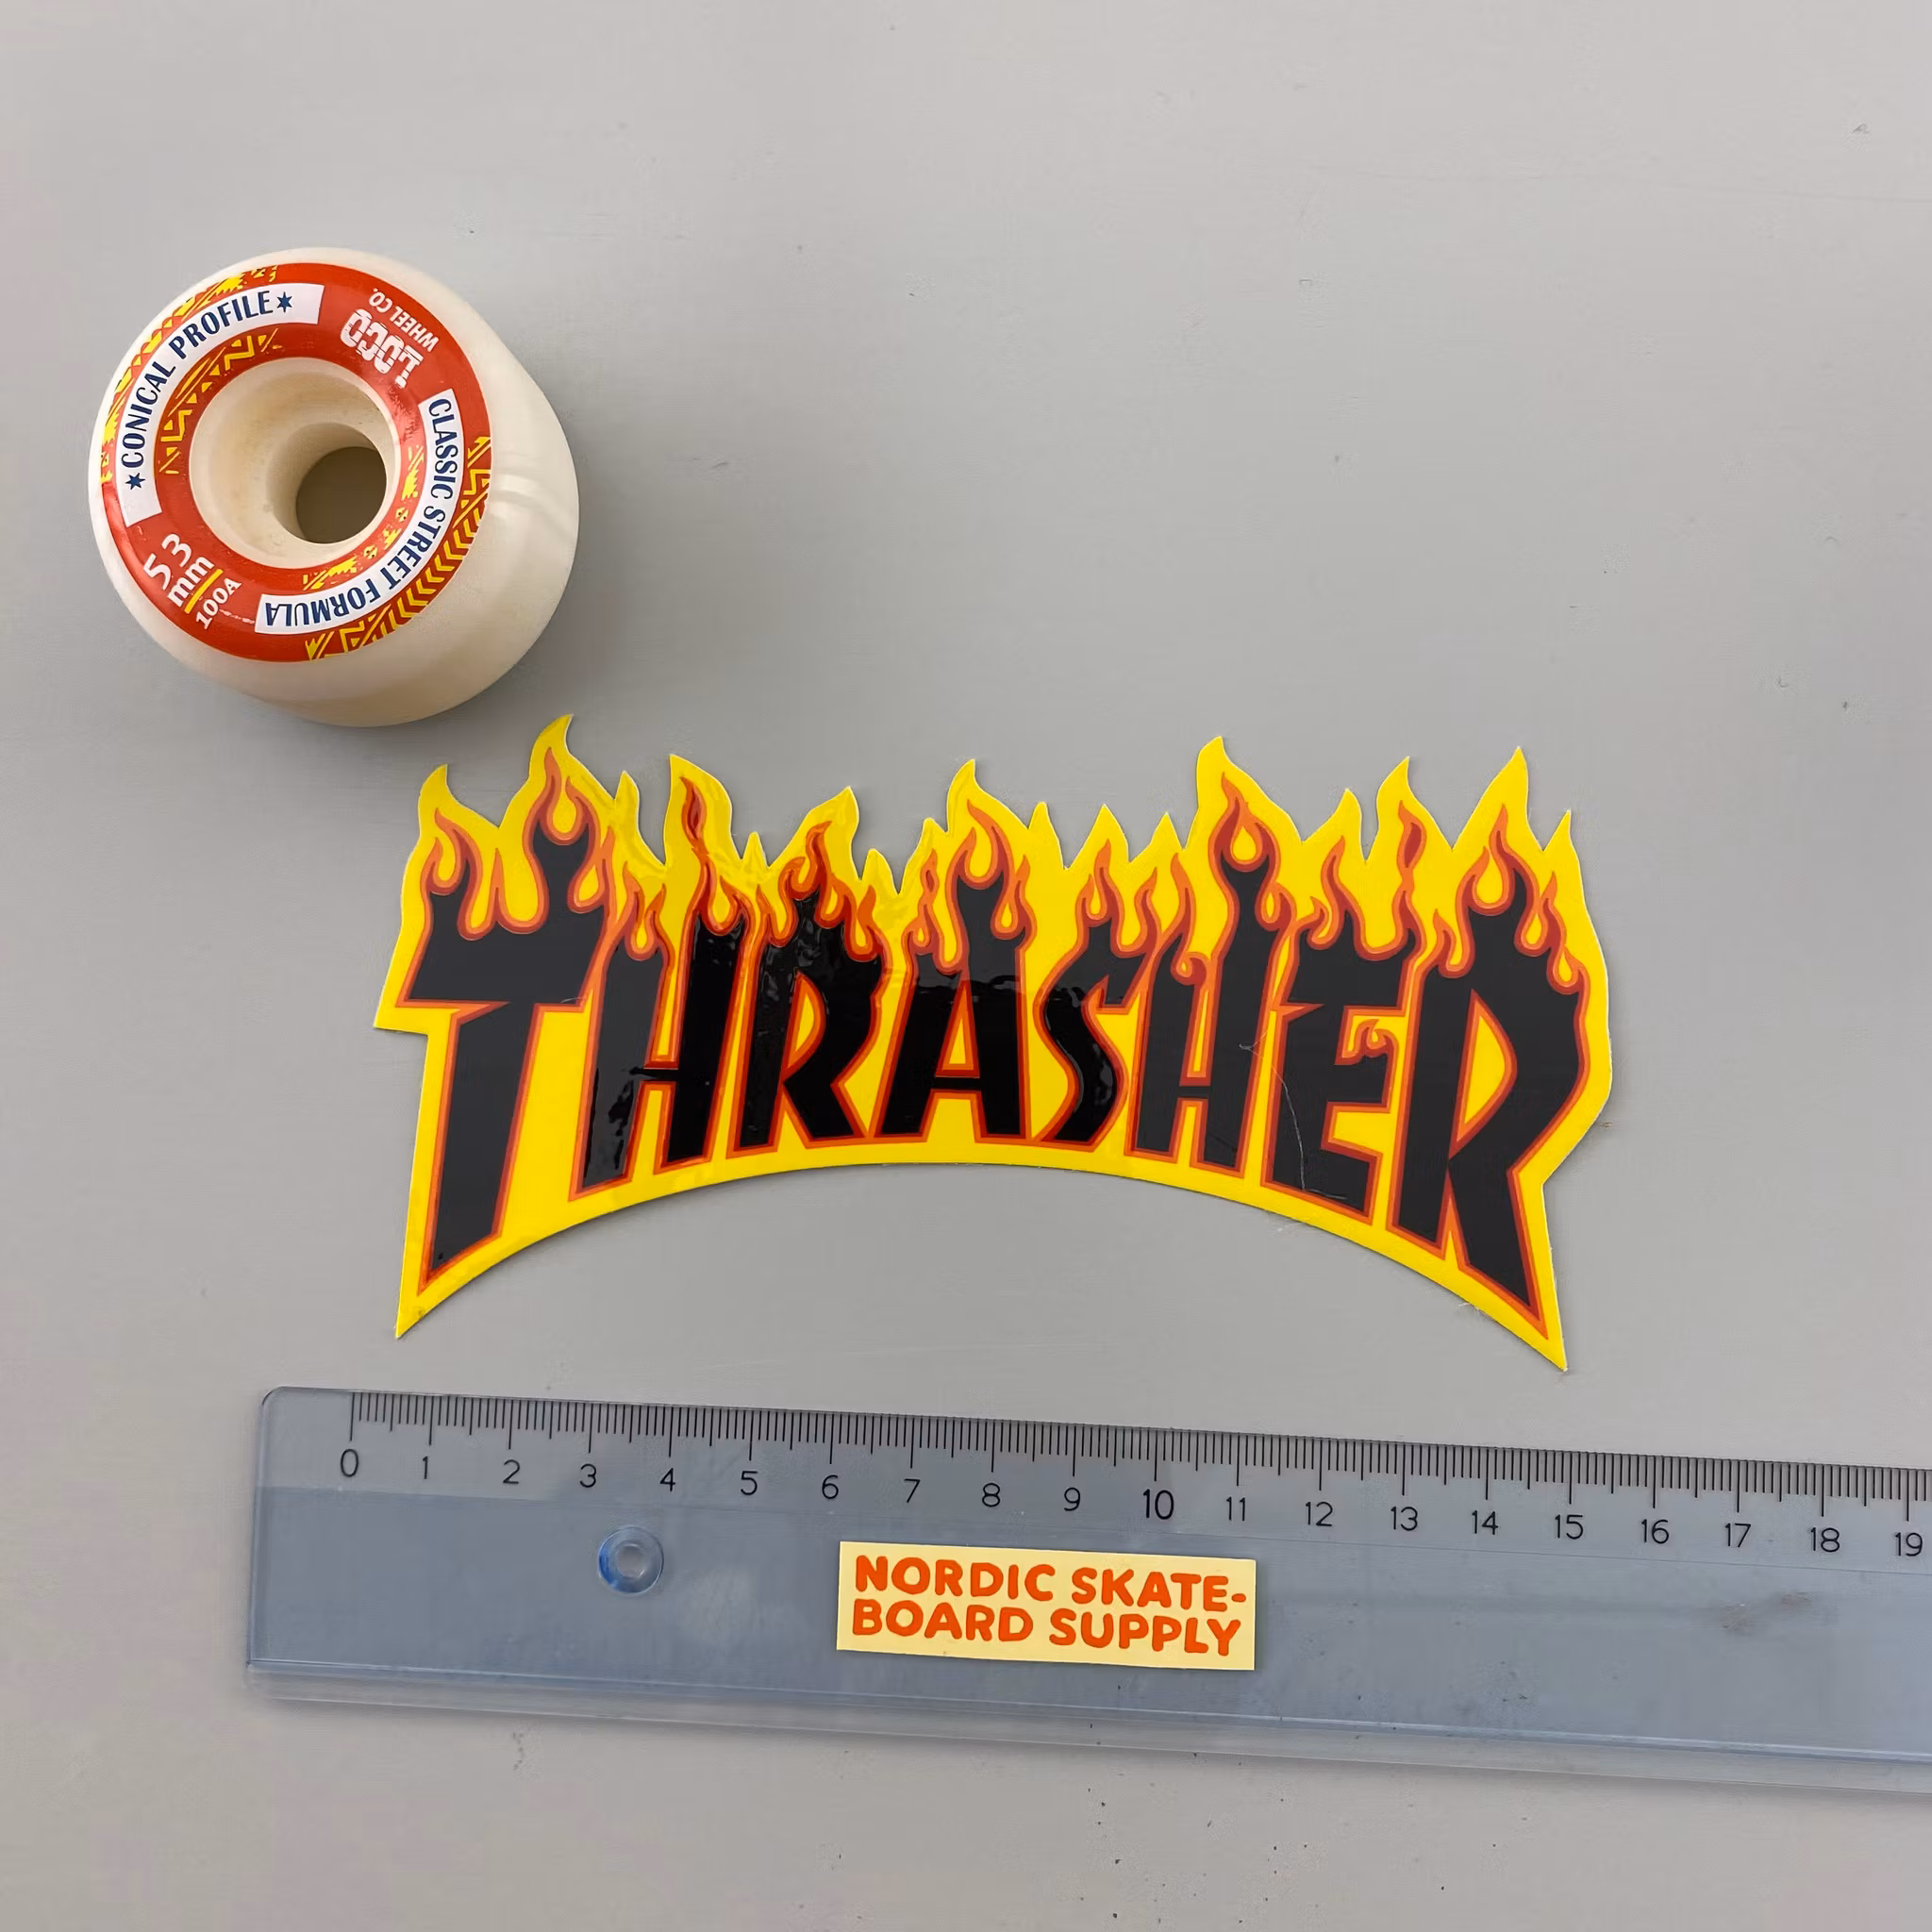 ★CONICAL PROFILE★
LOCO
WHEEL CO.
CLASSIC STREET FORMULA
53
mm
100A
THRASHER
0 1 2 3 4 5 6 7 8 9 10 11 12 13 14 15 16 17 18 19
NORDIC SKATE-
BOARD SUPPLY